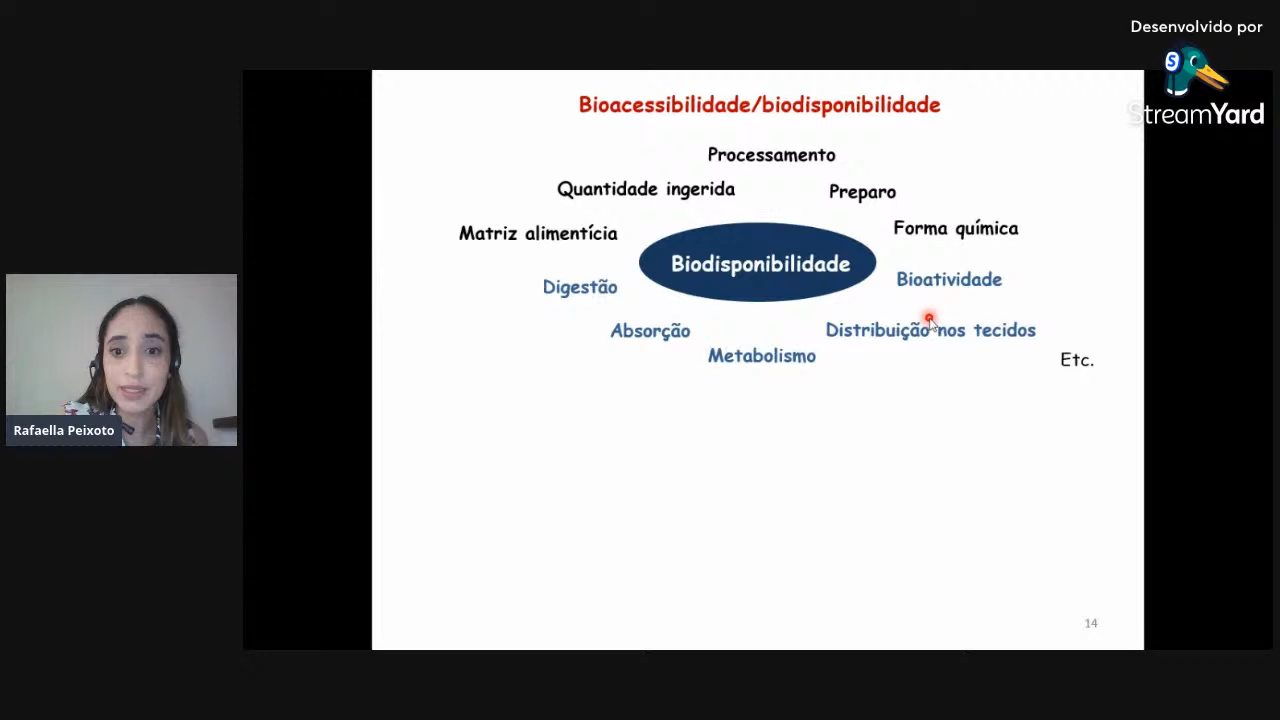 Desenvolvido por
StreamYard
Bioacessibilidade/biodisponibilidade
Processamento
Quantidade ingerida
Preparo
Matriz alimentícia
Forma química
Biodisponibilidade
Digestão
Bioatividade
Absorção
Distribuição nos tecidos
Metabolismo
Etc.
Rafaella Peixoto
14